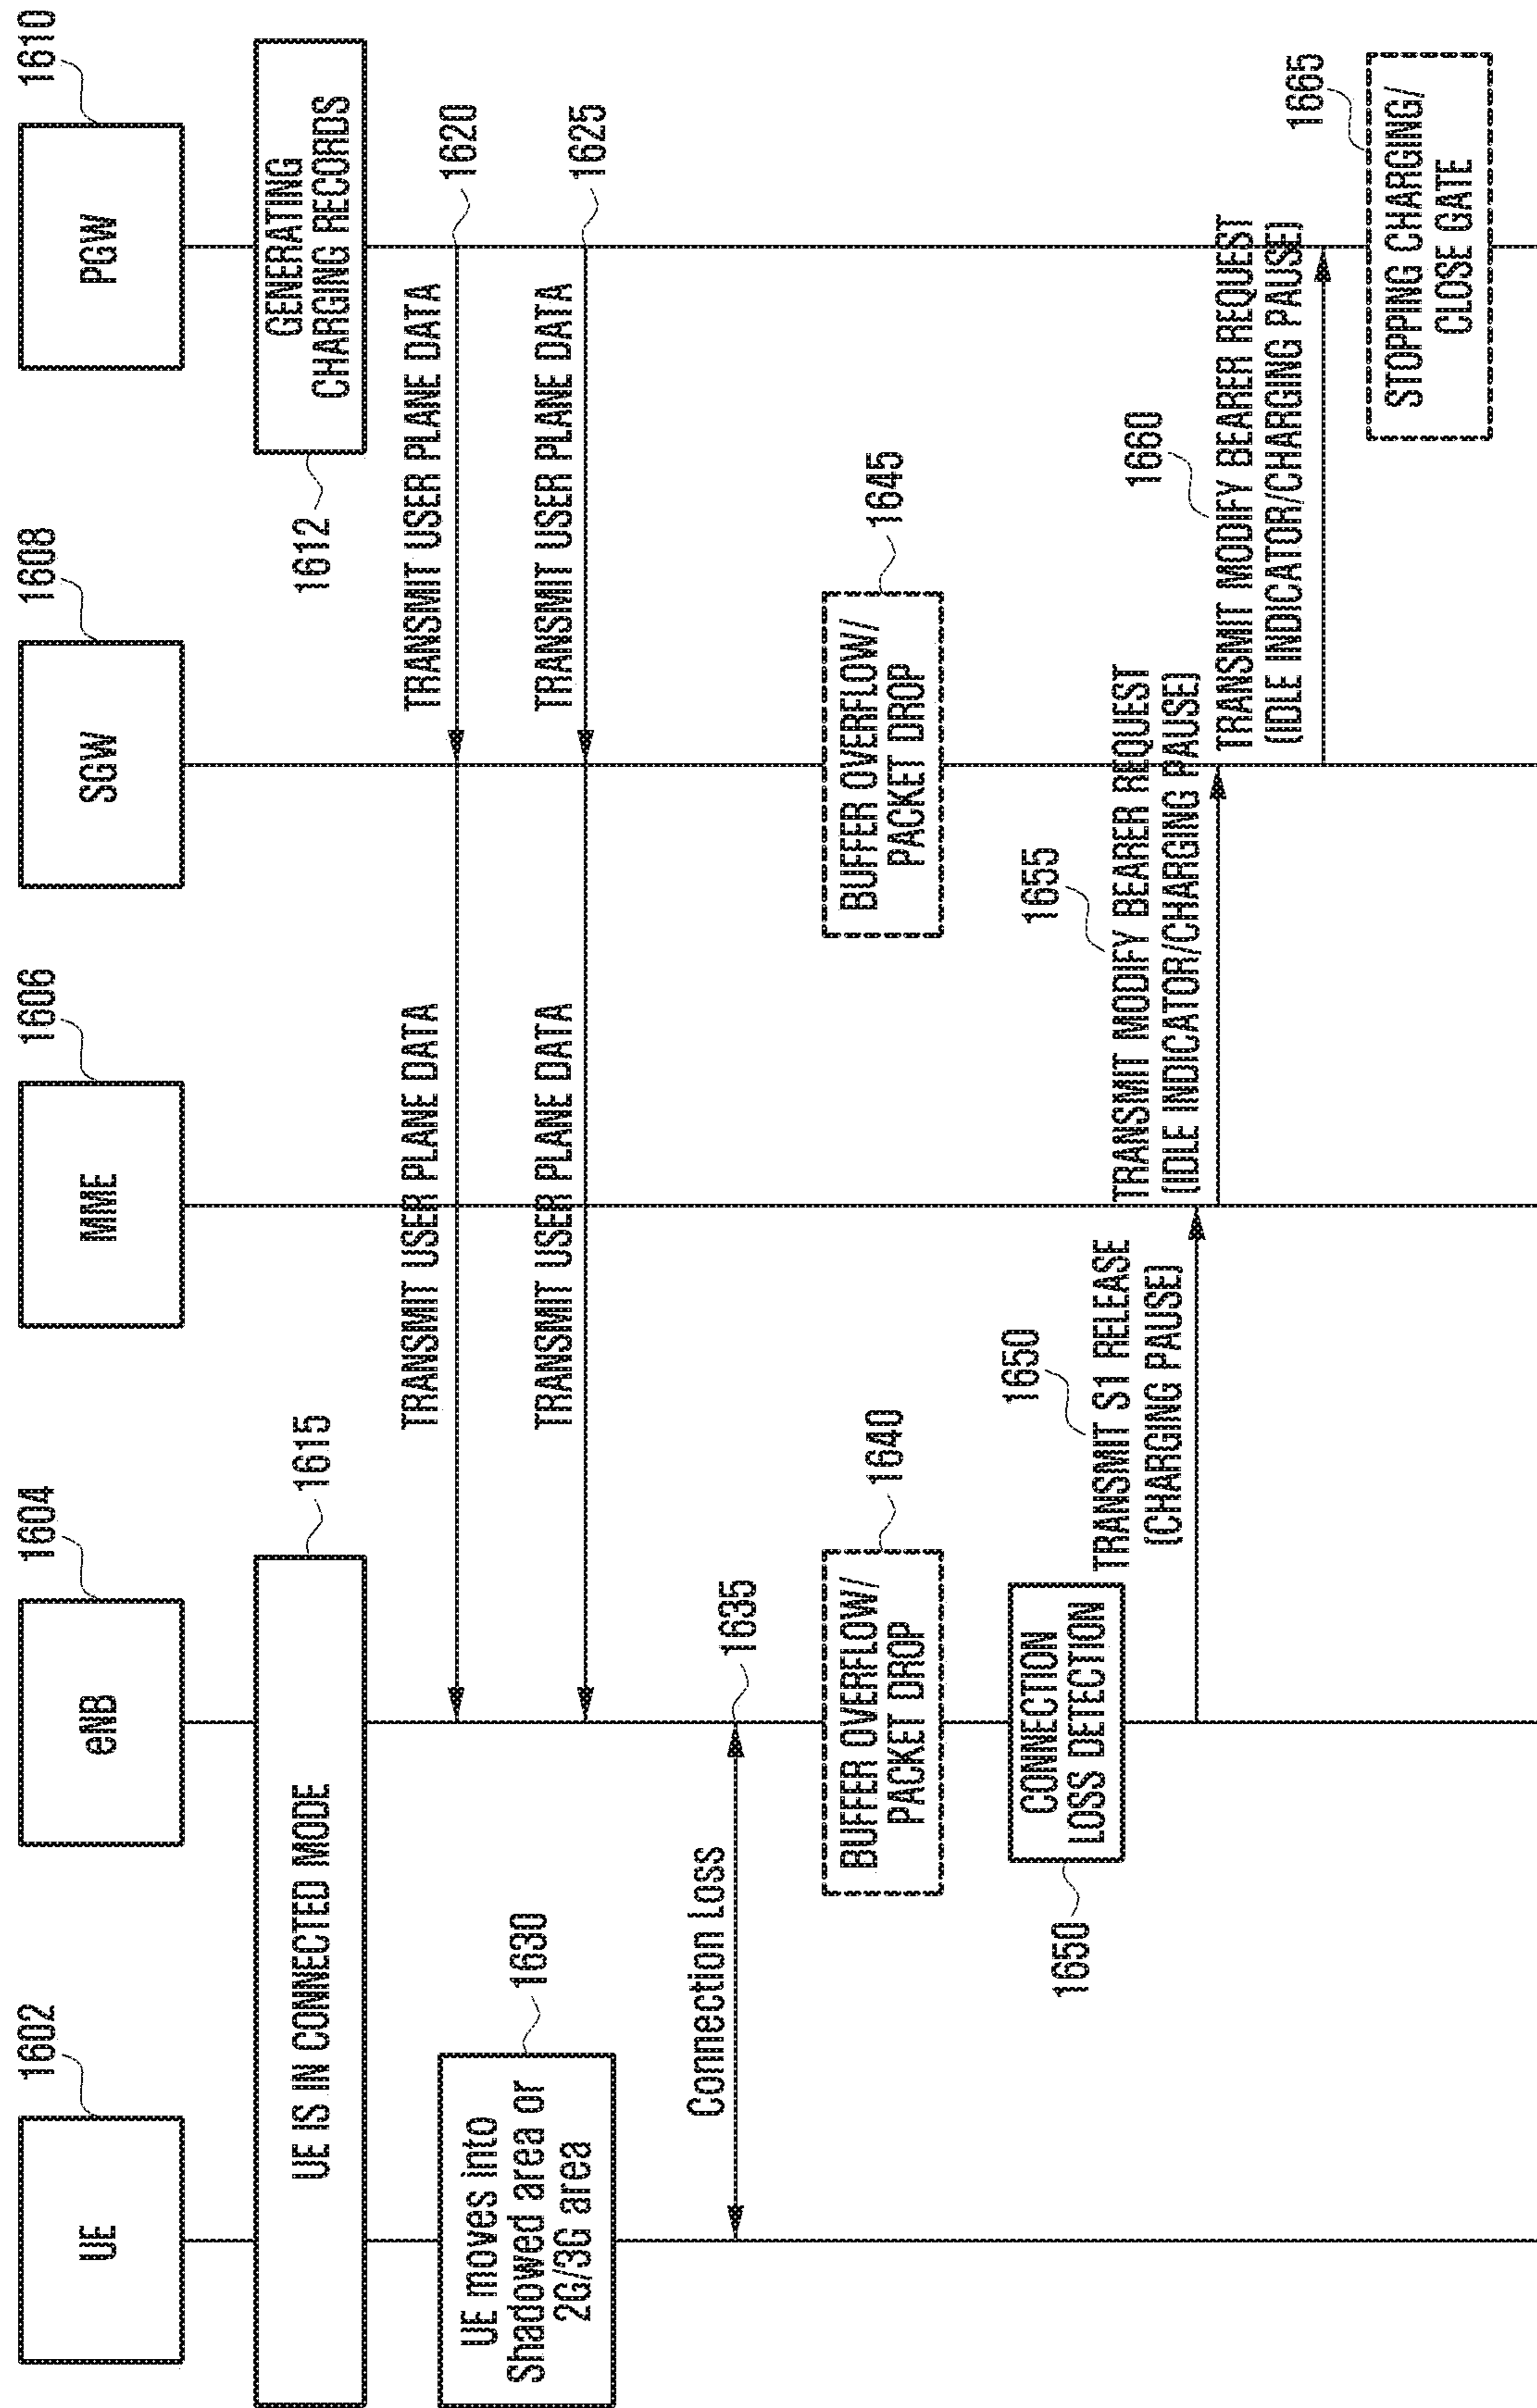 UE
1602
eNB
1604
MME
1606
SGW
1608
PGW
1610
UE IS IN CONNECTED MODE
1615
GENERATING
CHARGING RECORDS
1612
TRANSMIT USER PLANE DATA
TRANSMIT USER PLANE DATA
1620
TRANSMIT USER PLANE DATA
TRANSMIT USER PLANE DATA
1625
UE moves into
Shadowed area or
2G/3G area
1630
Connection Loss
1635
BUFFER OVERFLOW/
PACKET DROP
1640
BUFFER OVERFLOW/
PACKET DROP
1645
CONNECTION
LOSS DETECTION
1650
1650
TRANSMIT S1 RELEASE
(CHARGING PAUSE)
1655
TRANSMIT MODIFY BEARER REQUEST
(IDLE INDICATOR/CHARGING PAUSE)
1660
TRANSMIT MODIFY BEARER REQUEST
(IDLE INDICATOR/CHARGING PAUSE)
1665
STOPPING CHARGING/
CLOSE GATE